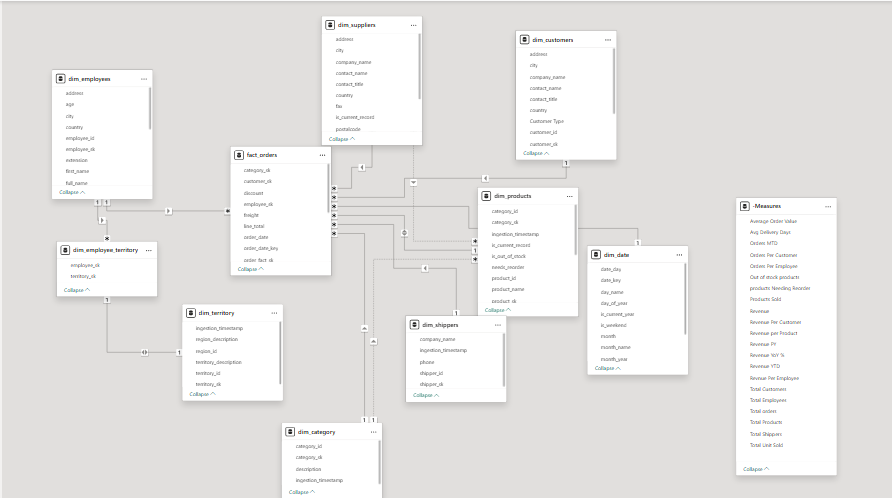 dim_suppliers
address
city
company_name
contact_name
contact_title
country
fax
is_current_record
postalcode
Collapse
dim_customers
address
city
company_name
contact_name
contact_title
country
Customer Type
customer_id
customer_sk
Collapse
dim_employees
address
age
city
country
employee_id
employee_sk
extension
first_name
full_name
Collapse
fact_orders
category_sk
customer_sk
discount
employee_sk
freight
line_total
order_date
order_date_key
order_fact_sk
Collapse
dim_products
category_id
category_sk
ingestion_timestamp
is_current_record
is_out_of_stock
needs_reorder
product_id
product_name
product_sk
Collapse
-Measures
Average Order Value
Avg Delivery Days
Orders MTD
Orders Per Customer
Orders Per Employee
Out of stock products
products Needing Reorder
Products Sold
Revenue
Revenue Per Customer
Revenue per Product
Revenue PY
Revenue YoY %
Revenue YTD
Revnue Per Employee
Total Customers
Total Employees
Total orders
Total Products
Total Shippers
Total Unit Sold
Collapse
dim_employee_territory
employee_sk
territory_sk
Collapse
dim_date
date_day
date_key
day_name
day_of_year
is_current_year
is_weekend
month
month_name
month_year
Collapse
dim_territory
ingestion_timestamp
region_description
region_id
territory_description
territory_id
territory_sk
Collapse
dim_shippers
company_name
ingestion_timestamp
phone
shipper_id
shipper_sk
Collapse
dim_category
category_id
category_sk
description
ingestion_timestamp
Collapse